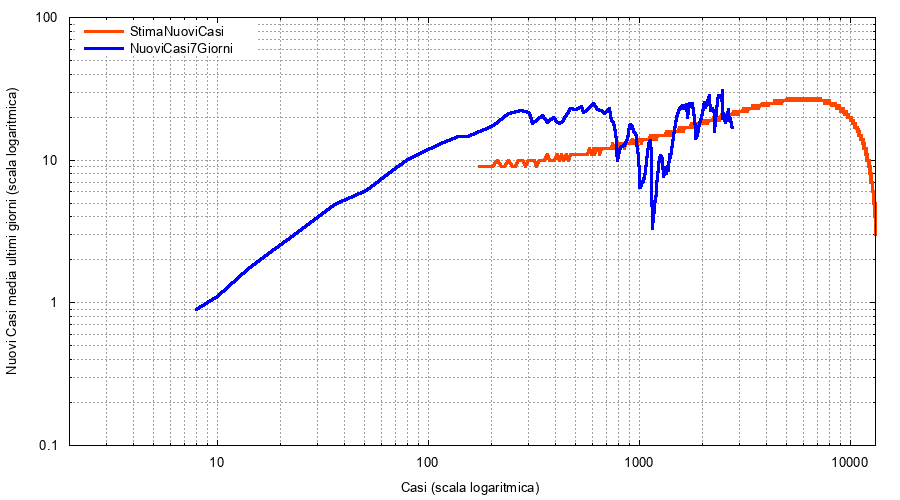 100
StimaNuoviCasi
NuoviCasi7Giorni
10
1
0.1
Nuovi Casi media ultimi giorni (scala logaritmica)
10 100 1000 10000
Casi (scala logaritmica)